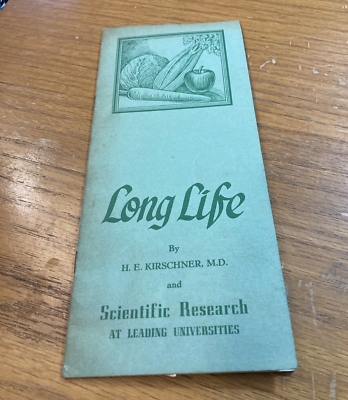 Long Life
By
H. E. KIRSCHNER, M.D.
and
Scientific Research
AT LEADING UNIVERSITIES